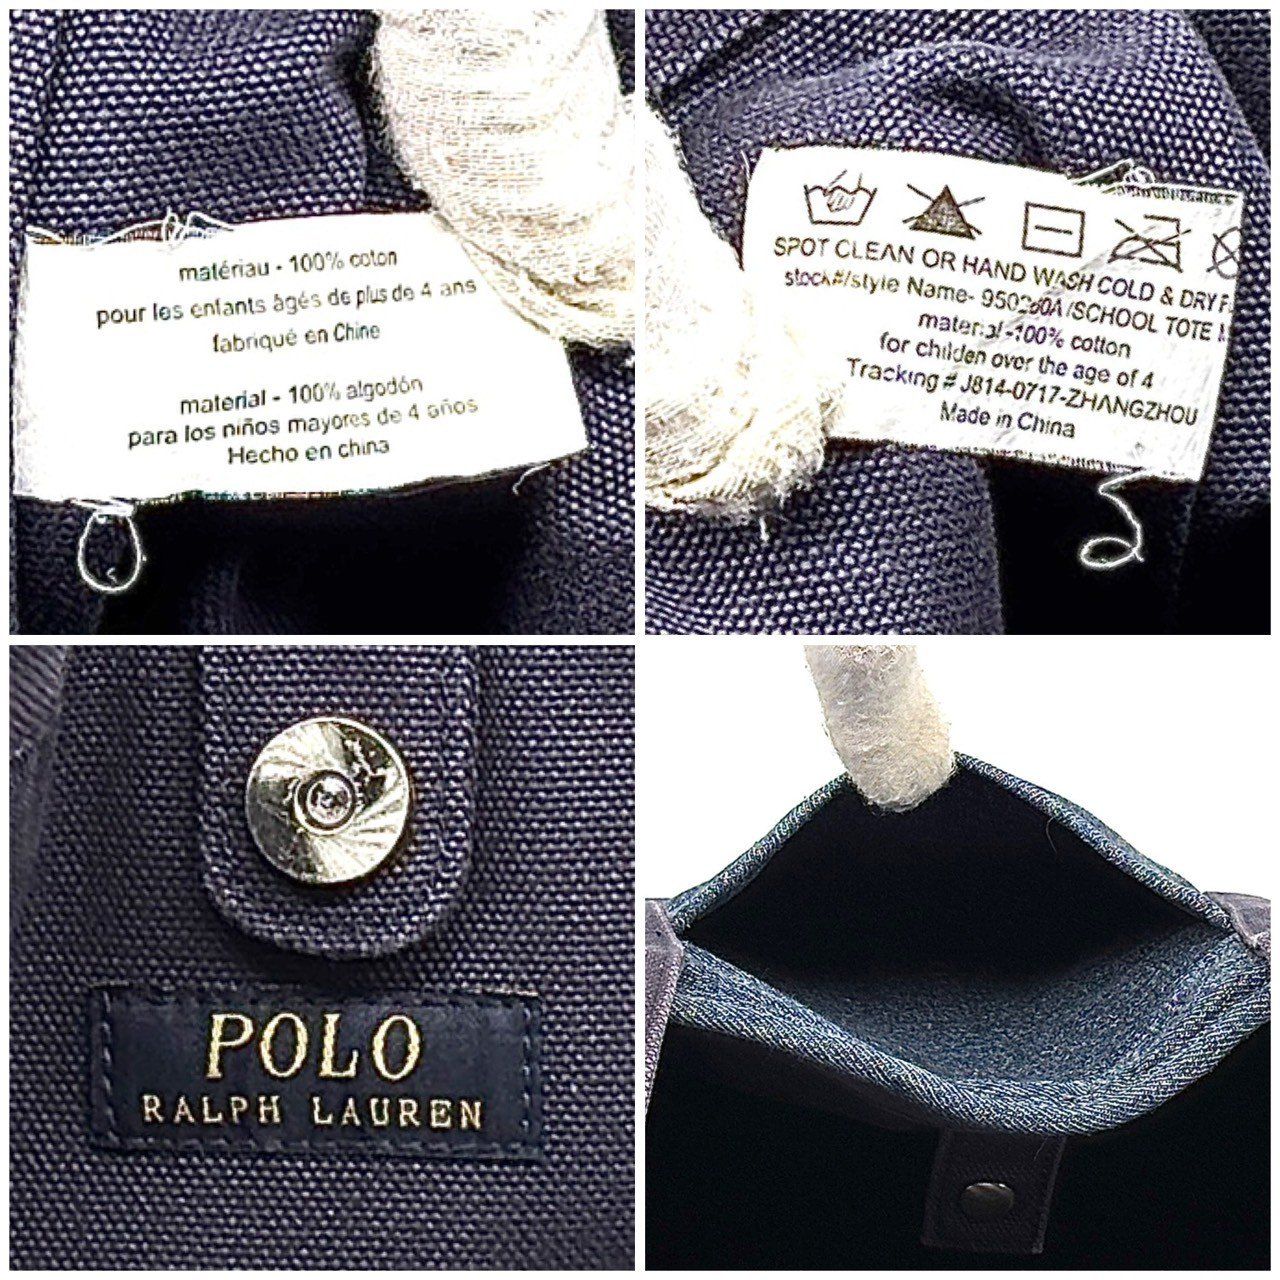 matériau - 100% coton
pour les enfants âgés de plus de 4 ans
fabriqué en Chine
material - 100% algodón
para los niños mayores de 4 años
Hecho en china
SPOT CLEAN OR HAND WASH COLD & DRY
stock#/style Name- /SCHOOL TOTE
material -100% cotton
for childen over the age of 4
Tracking # J814-0717-ZHANGZHOU
Made in China
POLO
RALPH LAUREN